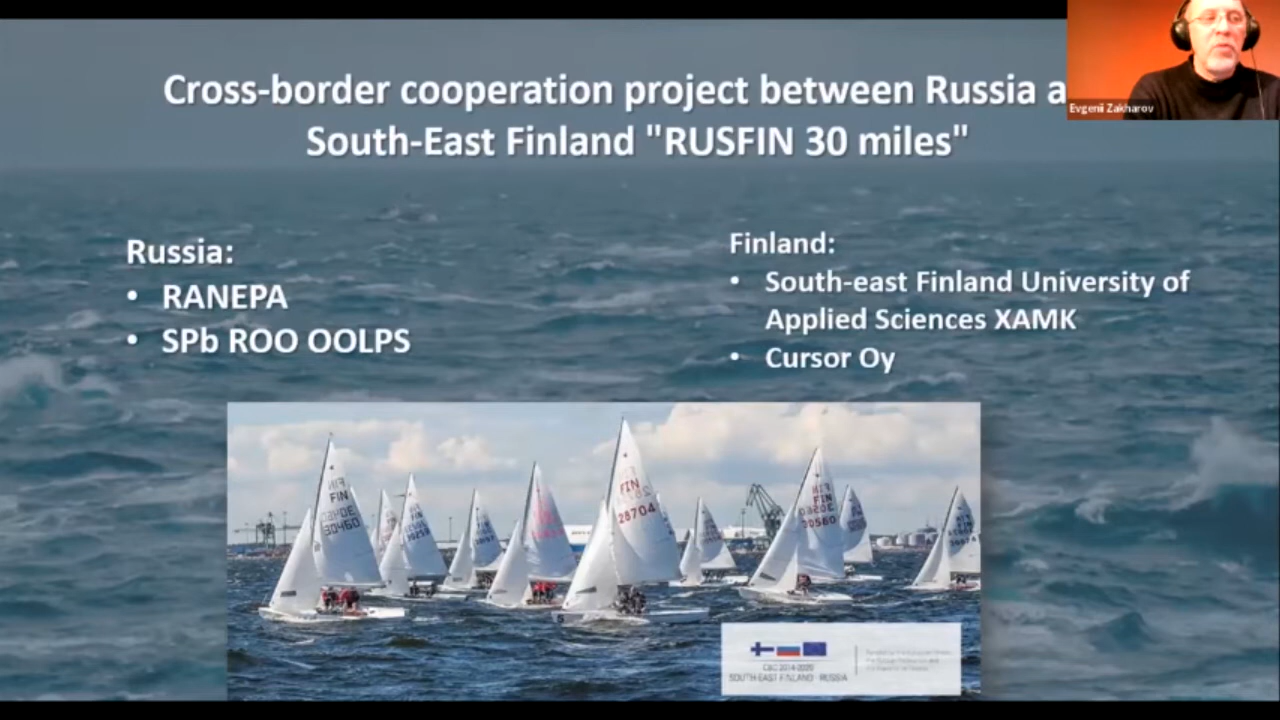 Cross-border cooperation project between Russia a
South-East Finland "RUSFIN 30 miles"
Evgenii Zakharov
Russia:
• RANEPA
• SPb ROO OOLPS
Finland:
• South-east Finland University of
Applied Sciences XAMK
• Cursor Oy
FIN
30460
FIN
28704
FIN
30580
CBC 2014-2020
SOUTH-EAST FINLAND - RUSSIA